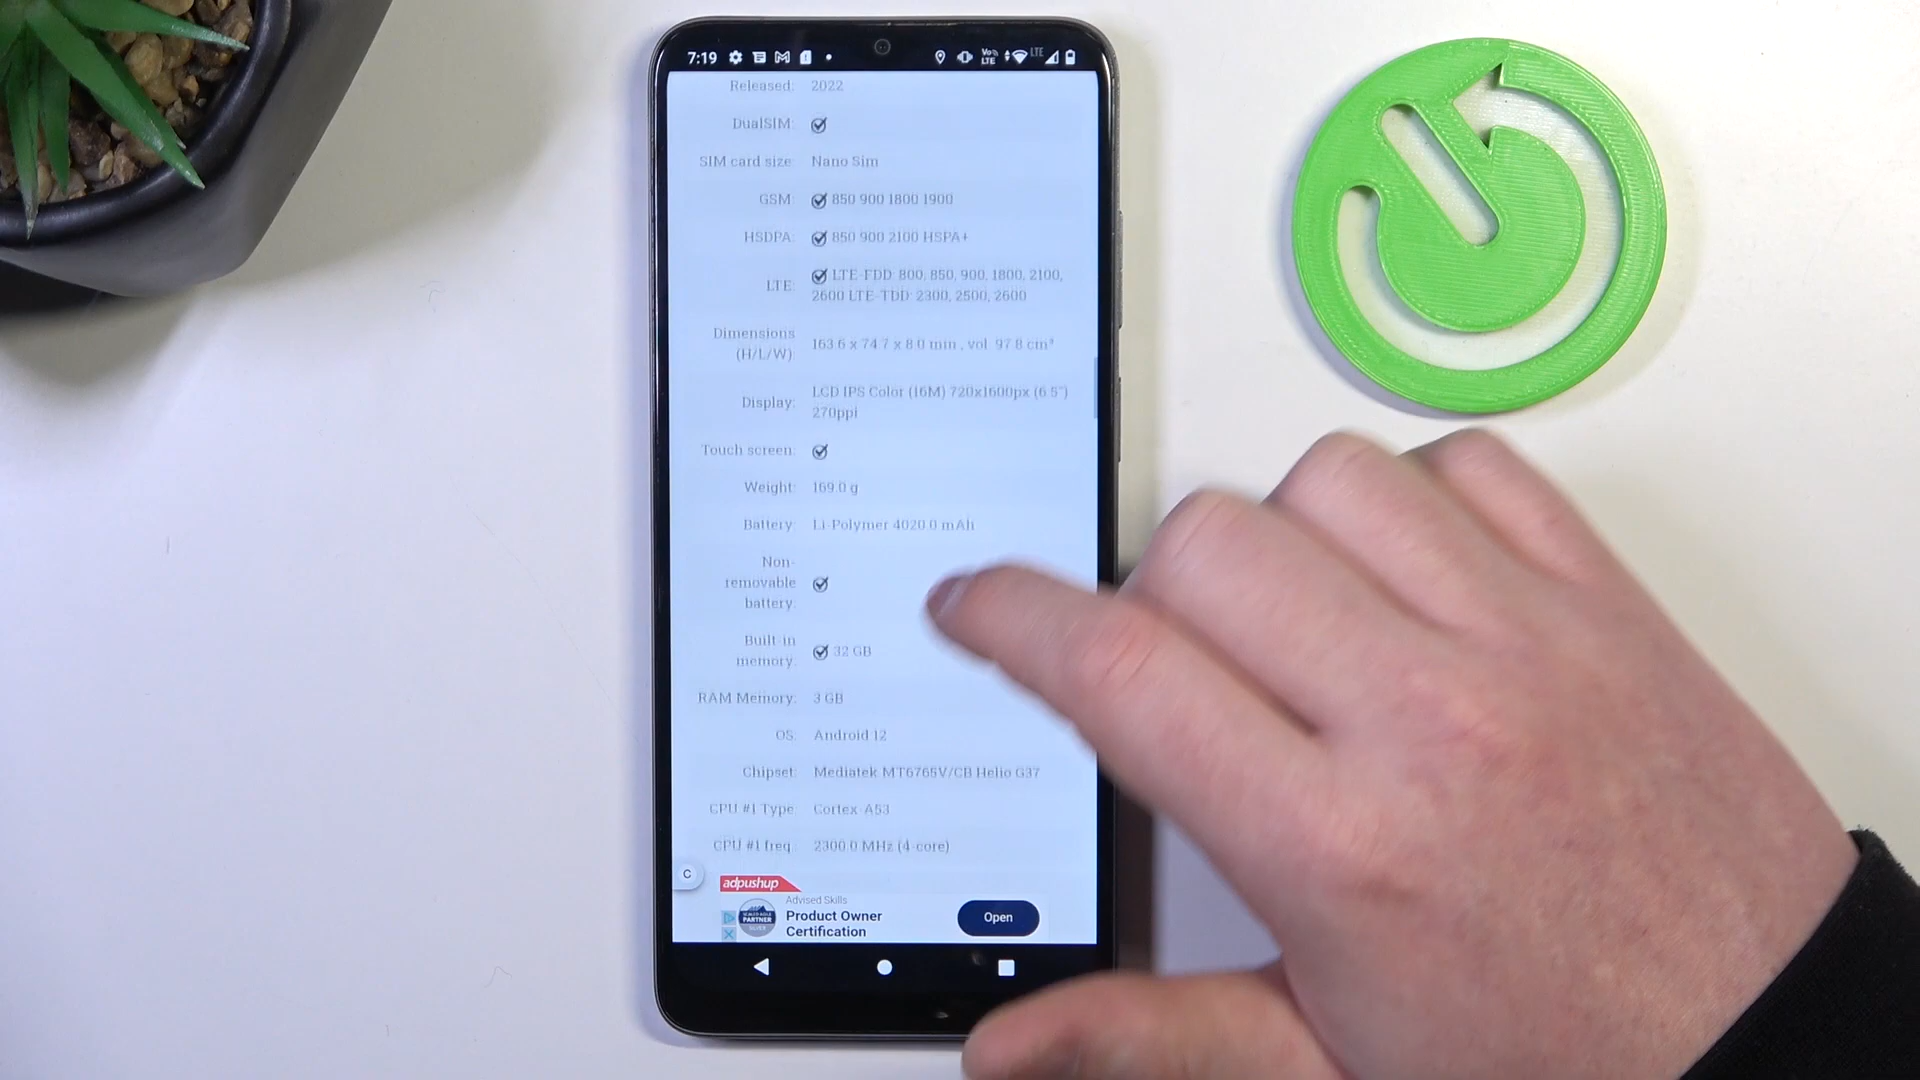 7:19
Vo LTE LTE
Released: 2022
DualSIM:
SIM card size: Nano Sim
GSM: 850 900 1800 1900
HSDPA: 850 900 2100 HSPA+
LTE: LTE-FDD: 800, 850, 900, 1800, 2100,
2600 LTE-TDD: 2300, 2500, 2600
Dimensions
(H/L/W): 163.6 x 74.7 x 8.0 mm , vol. 97.8 cm³
Display: LCD IPS Color (16M) 720x1600px (6.5")
270ppi
Touch screen:
Weight: 169.0 g
Battery: Li-Polymer 4020.0 mAh
Non-
removable
battery:
Built-in
memory: 32 GB
RAM Memory: 3 GB
OS: Android 12
Chipset: Mediatek MT6765V/CB Helio G37
CPU #1 Type: Cortex-A53
CPU #1 freq.: 2300.0 MHz (4-core)
C
adpushup
Advised Skills
Product Owner
Certification
Open
PARTNER